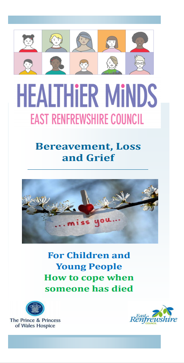 HEALTHiER MiNDS
EAST RENFREWSHIRE COUNCIL
Bereavement, Loss
and Grief
...miss you...
For Children and
Young People
How to cope when
someone has died
The Prince & Princess
of Wales Hospice
East
Renfrewshire